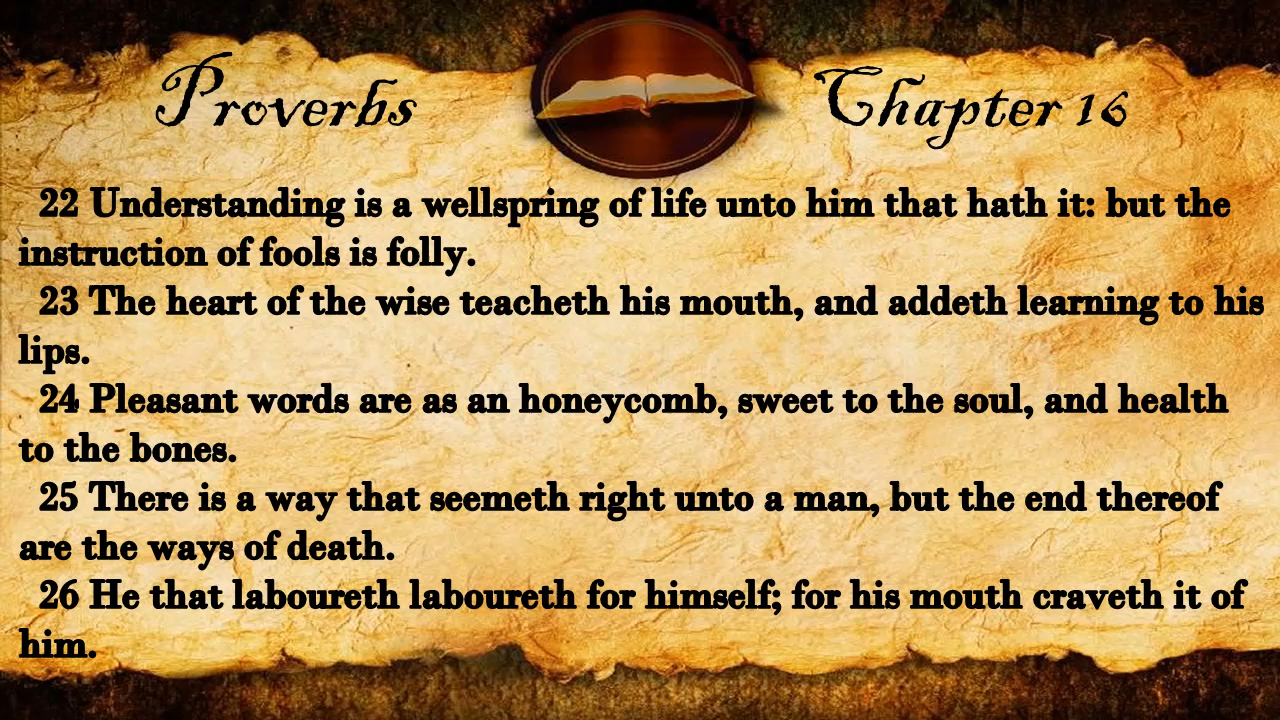 Proverbs Chapter 16
22 Understanding is a wellspring of life unto him that hath it: but the
instruction of fools is folly.
23 The heart of the wise teacheth his mouth, and addeth learning to his
lips.
24 Pleasant words are as an honeycomb, sweet to the soul, and health
to the bones.
25 There is a way that seemeth right unto a man, but the end thereof
are the ways of death.
26 He that laboureth laboureth for himself; for his mouth craveth it of
him.